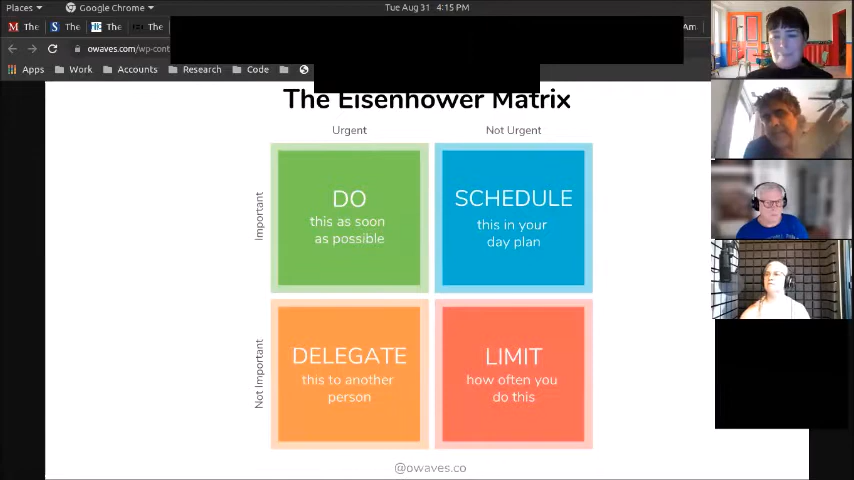 Places Google Chrome Tue Aug 31 4:15 PM
The The The The Am
owaves.com/wp-cont
Apps Work Accounts Research Code
The Eisenhower Matrix
Urgent Not Urgent
Important
DO
this as soon
as possible
SCHEDULE
this in your
day plan
Not Important
DELEGATE
this to another
person
LIMIT
how often you
do this
@owaves.co